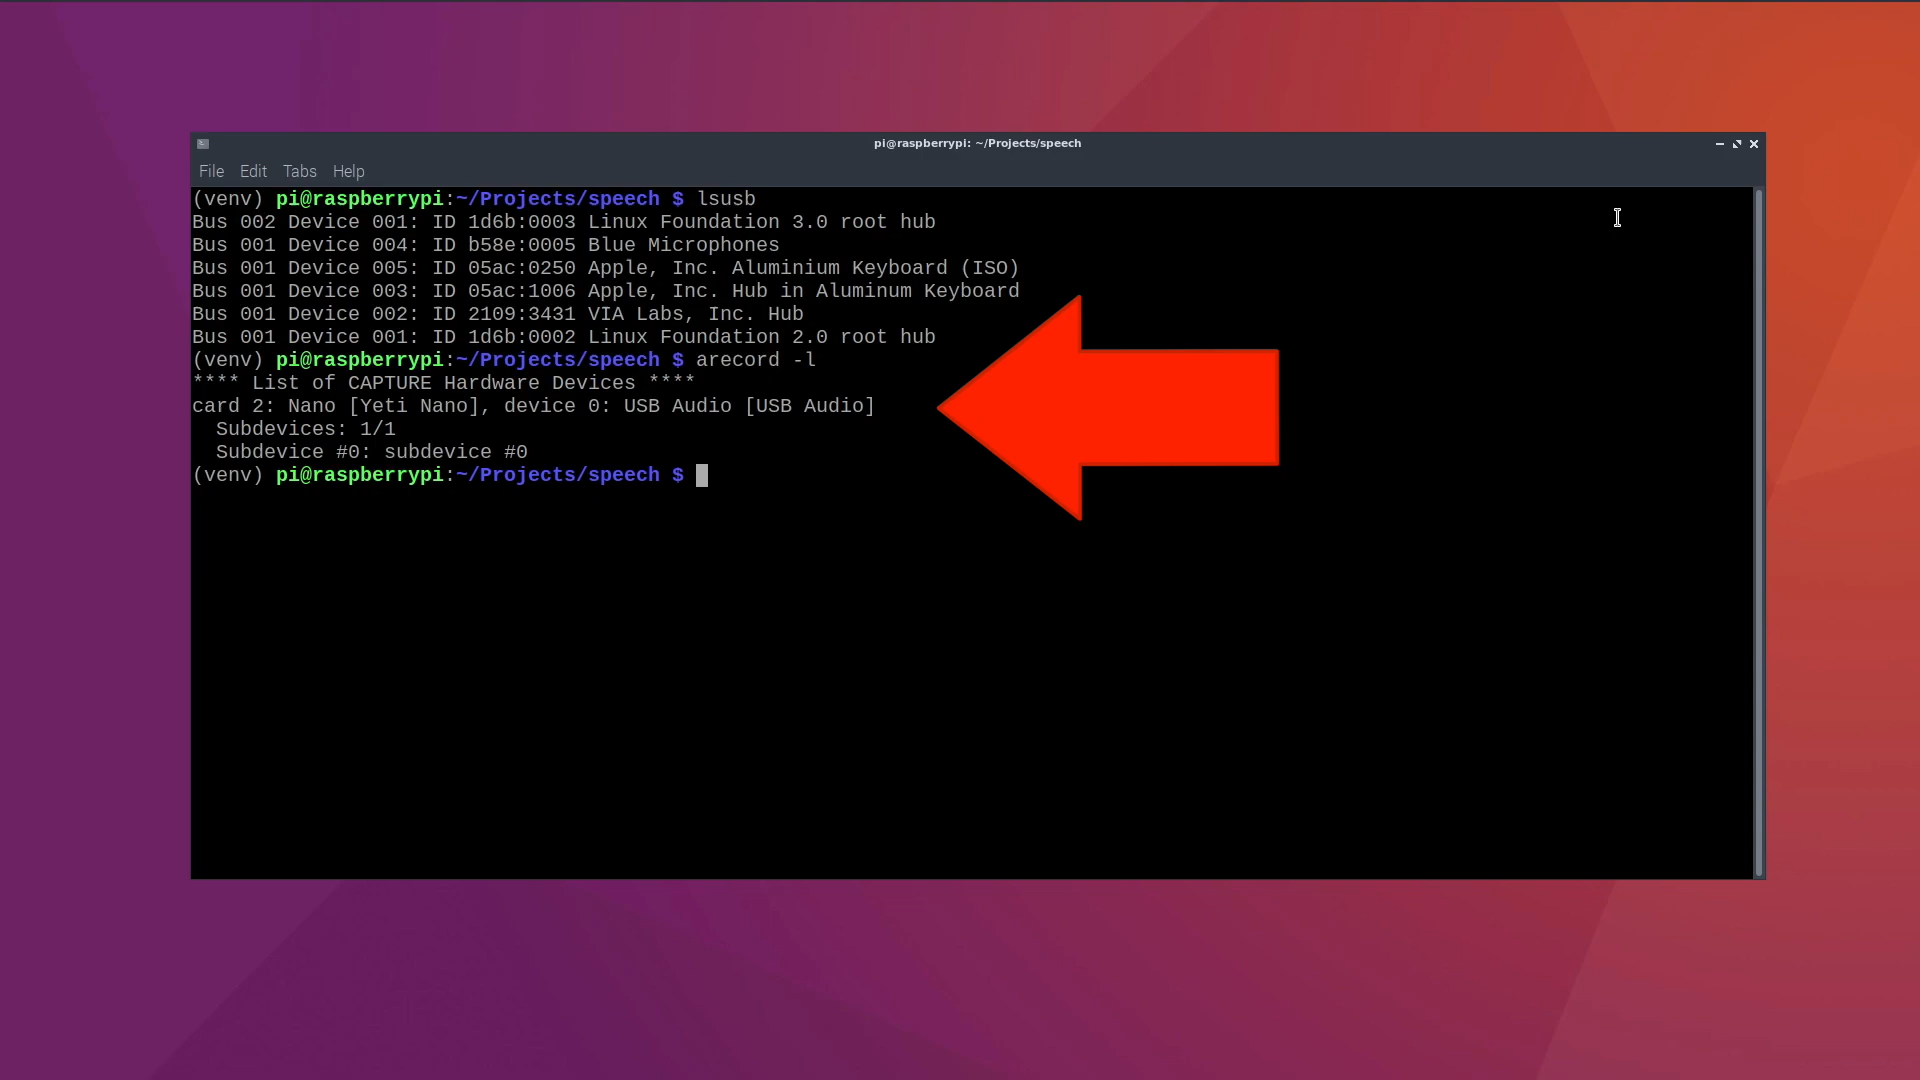 pi@raspberrypi: ~/Projects/speech
File Edit Tabs Help
(venv) pi@raspberrypi:~/Projects/speech $ lsusb
Bus 002 Device 001: ID 1d6b:0003 Linux Foundation 3.0 root hub
Bus 001 Device 004: ID b58e:0005 Blue Microphones
Bus 001 Device 005: ID 05ac:0250 Apple, Inc. Aluminium Keyboard (ISO)
Bus 001 Device 003: ID 05ac:1006 Apple, Inc. Hub in Aluminum Keyboard
Bus 001 Device 002: ID 2109:3431 VIA Labs, Inc. Hub
Bus 001 Device 001: ID 1d6b:0002 Linux Foundation 2.0 root hub
(venv) pi@raspberrypi:~/Projects/speech $ arecord -l
**** List of CAPTURE Hardware Devices ****
card 2: Nano [Yeti Nano], device 0: USB Audio [USB Audio]
  Subdevices: 1/1
  Subdevice #0: subdevice #0
(venv) pi@raspberrypi:~/Projects/speech $